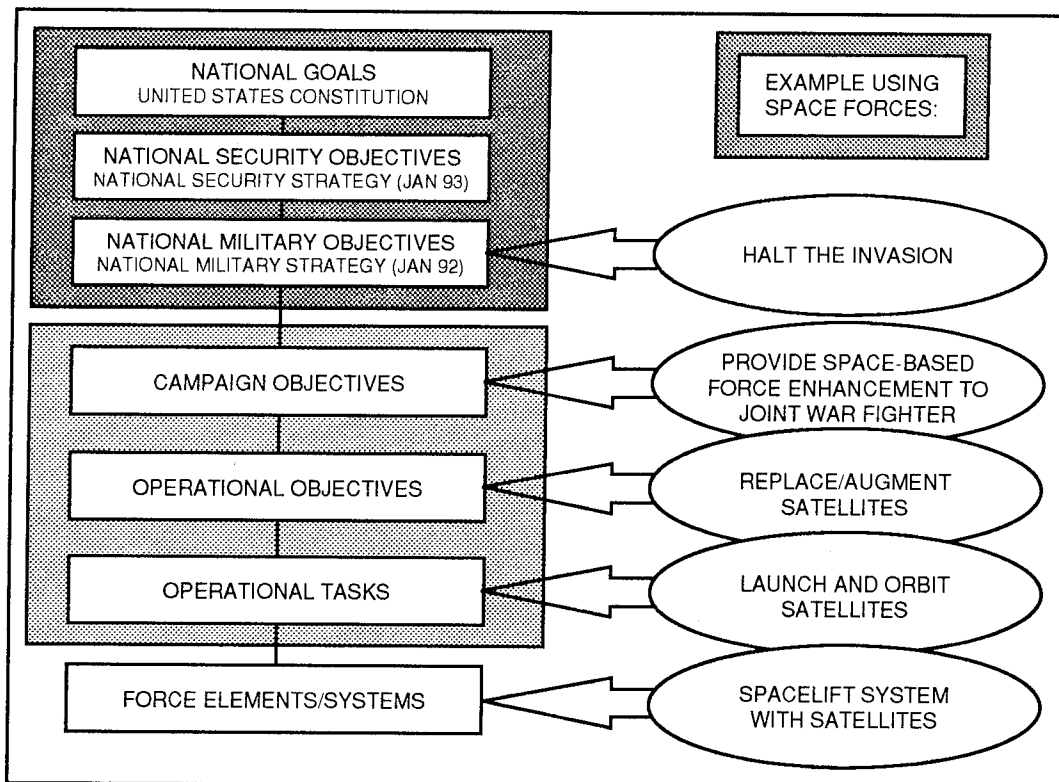 NATIONAL GOALS
UNITED STATES CONSTITUTION
NATIONAL SECURITY OBJECTIVES
NATIONAL SECURITY STRATEGY (JAN 93)
NATIONAL MILITARY OBJECTIVES
NATIONAL MILITARY STRATEGY (JAN 92)
CAMPAIGN OBJECTIVES
OPERATIONAL OBJECTIVES
OPERATIONAL TASKS
FORCE ELEMENTS/SYSTEMS
EXAMPLE USING
SPACE FORCES:
HALT THE INVASION
PROVIDE SPACE-BASED
FORCE ENHANCEMENT TO
JOINT WAR FIGHTER
REPLACE/AUGMENT
SATELLITES
LAUNCH AND ORBIT
SATELLITES
SPACELIFT SYSTEM
WITH SATELLITES